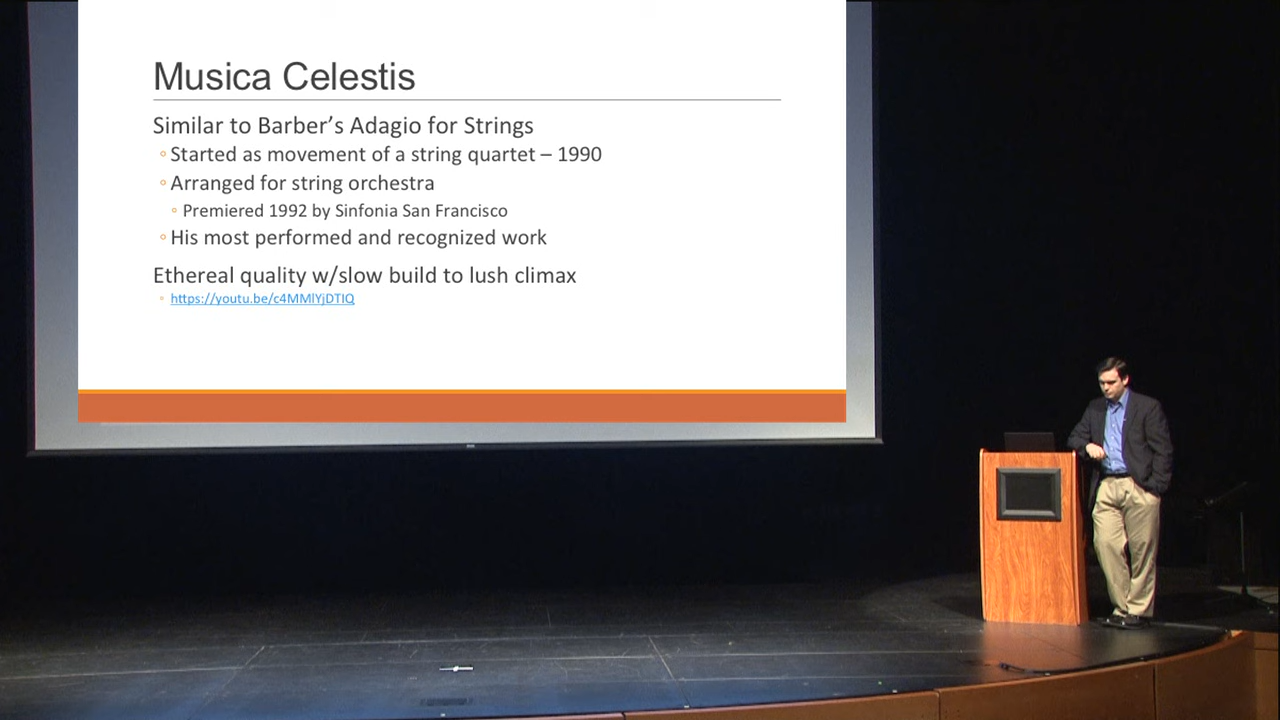 Musica Celestis
Similar to Barber’s Adagio for Strings
Started as movement of a string quartet – 1990
Arranged for string orchestra
Premiered 1992 by Sinfonia San Francisco
His most performed and recognized work
Ethereal quality w/slow build to lush climax
https://youtu.be/c4MMlYjDTIQ